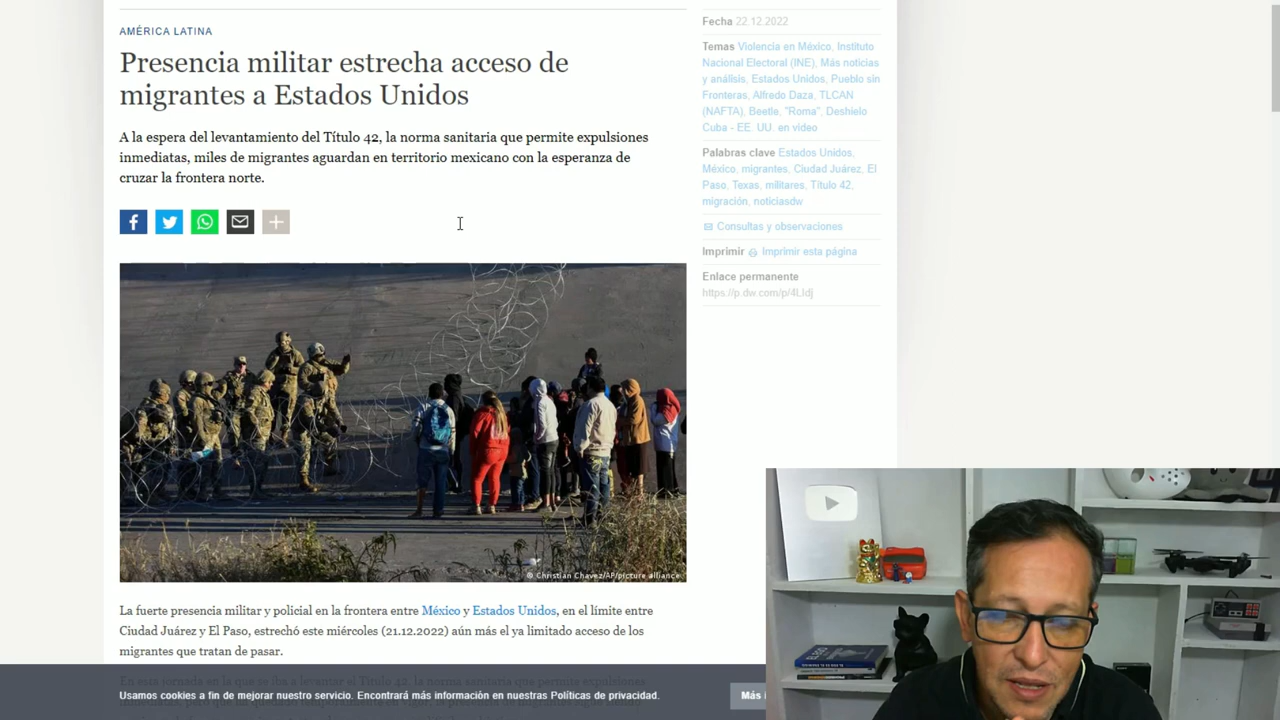 AMÉRICA LATINA
Presencia militar estrecha acceso de
migrantes a Estados Unidos
A la espera del levantamiento del Título 42, la norma sanitaria que permite expulsiones
inmediatas, miles de migrantes aguardan en territorio mexicano con la esperanza de
cruzar la frontera norte.
© Christian Chavez/AP/picture alliance
La fuerte presencia militar y policial en la frontera entre México y Estados Unidos, en el límite entre
Ciudad Juárez y El Paso, estrechó este miércoles (21.12.2022) aún más el ya limitado acceso de los
migrantes que tratan de pasar.
Fecha 22.12.2022
Temas Violencia en México, Instituto
Nacional Electoral (INE), Más noticias
y análisis, Estados Unidos, Pueblo sin
Fronteras, Alfredo Daza, TLCAN
(NAFTA), Beetle, "Roma", Deshielo
Cuba - EE. UU. en video
Palabras clave Estados Unidos,
México, migrantes, Ciudad Juárez, El
Paso, Texas, militares, Título 42,
migración, noticiasdw
Consultas y observaciones
Imprimir Imprimir esta página
Enlace permanente
https://p.dw.com/p/4LIdj
Usamos cookies a fin de mejorar nuestro servicio. Encontrará más información en nuestras Políticas de privacidad.
Más i